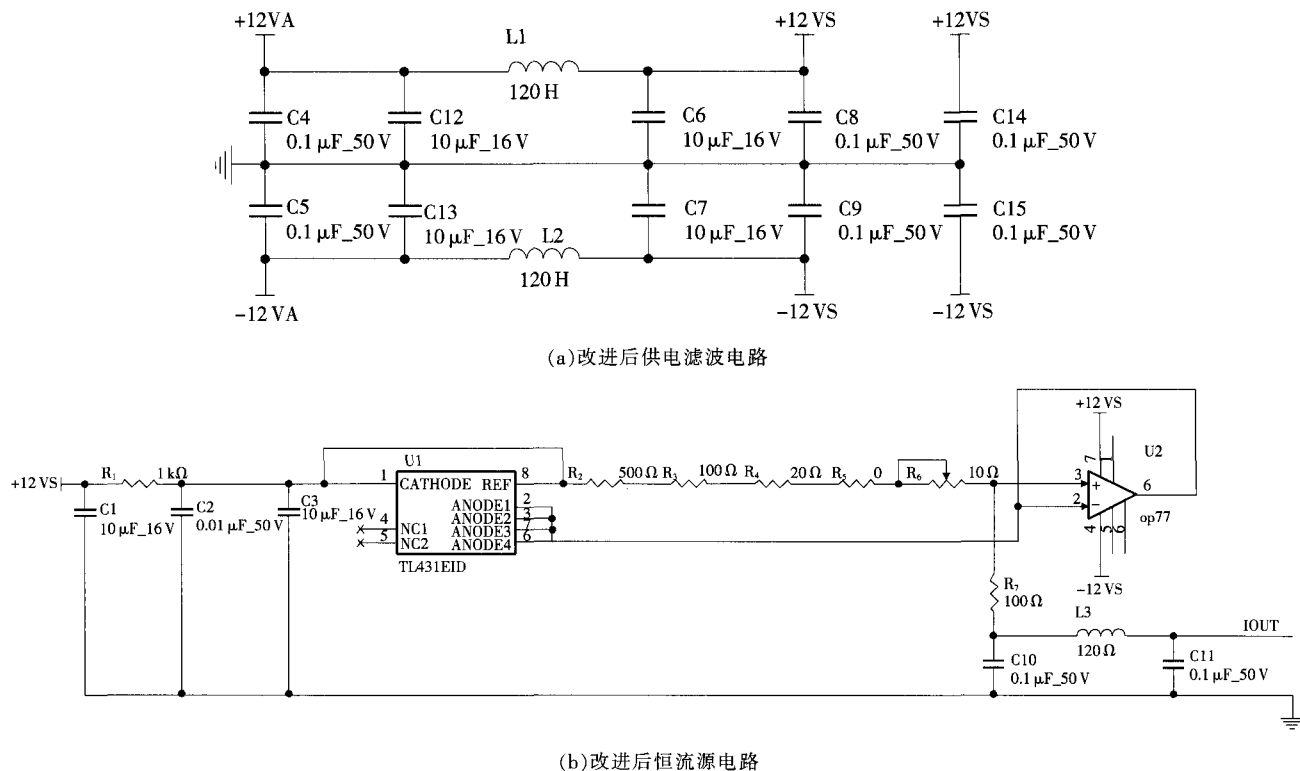 +12VA
+12VS
+12VS
L1
120 H
C4
0.1 μF_50 V
C12
10 μF_16 V
C6
10 μF_16 V
C8
0.1 μF_50 V
C14
0.1 μF_50 V
C5
0.1 μF_50 V
C13
10 μF_16 V
L2
120 H
C7
10 μF_16 V
C9
0.1 μF_50 V
C15
0.1 μF_50 V
-12 VA
-12 VS
-12 VS
(a)改进后供电滤波电路
+12 VS
R1
1 kΩ
C1
10 μF_16 V
C2
0.01 μF_50 V
C3
10 μF_16 V
U1
1
CATHODE REF
8
ANODE1
2
ANODE2
3
4
NC1
ANODE3
7
5
NC2
ANODE4
6
TL431EID
R2
500 Ω
R3
100 Ω
R4
20 Ω
R5
0
R6
10 Ω
+12 VS
U2
7
1
3
+
2
−
6
op77
4
5
6
-12 VS
R7
100 Ω
L3
120 Ω
IOUT
C10
0.1 μF_50 V
C11
0.1 μF_50 V
(b)改进后恒流源电路